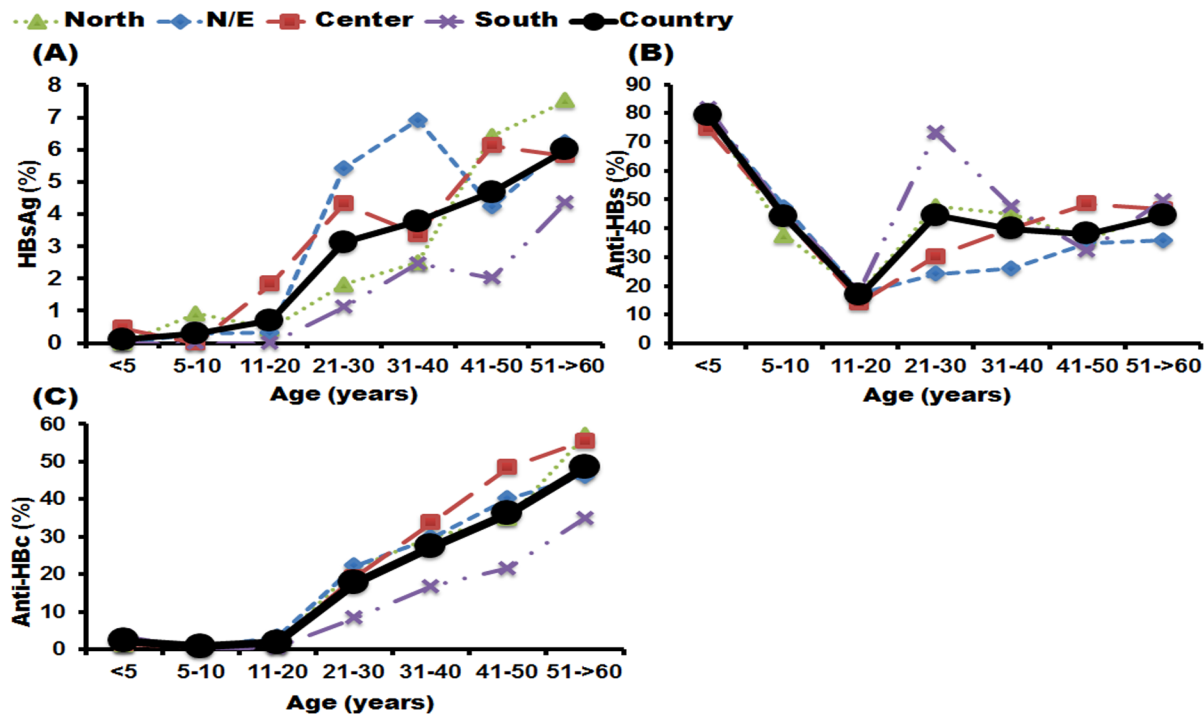 North N/E Center South Country
(A)
HBsAg (%)
8
7
6
5
4
3
2
1
0
<5 5-10 11-20 21-30 31-40 41-50 51->60
Age (years)
(B)
Anti-HBs (%)
90
80
70
60
50
40
30
20
10
0
<5 5-10 11-20 21-30 31-40 41-50 51->60
Age (years)
(C)
Anti-HBc (%)
60
50
40
30
20
10
0
<5 5-10 11-20 21-30 31-40 41-50 51->60
Age (years)